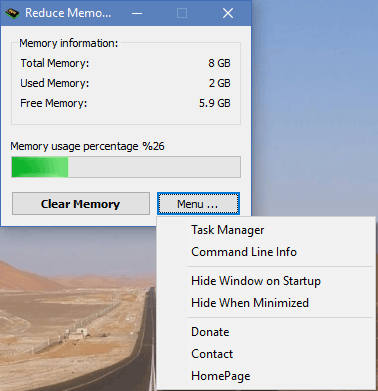 Reduce Memo...
Memory information:
Total Memory: 8 GB
Used Memory: 2 GB
Free Memory: 5.9 GB
Memory usage percentage %26
Clear Memory Menu ...
Task Manager
Command Line Info
Hide Window on Startup
Hide When Minimized
Donate
Contact
HomePage